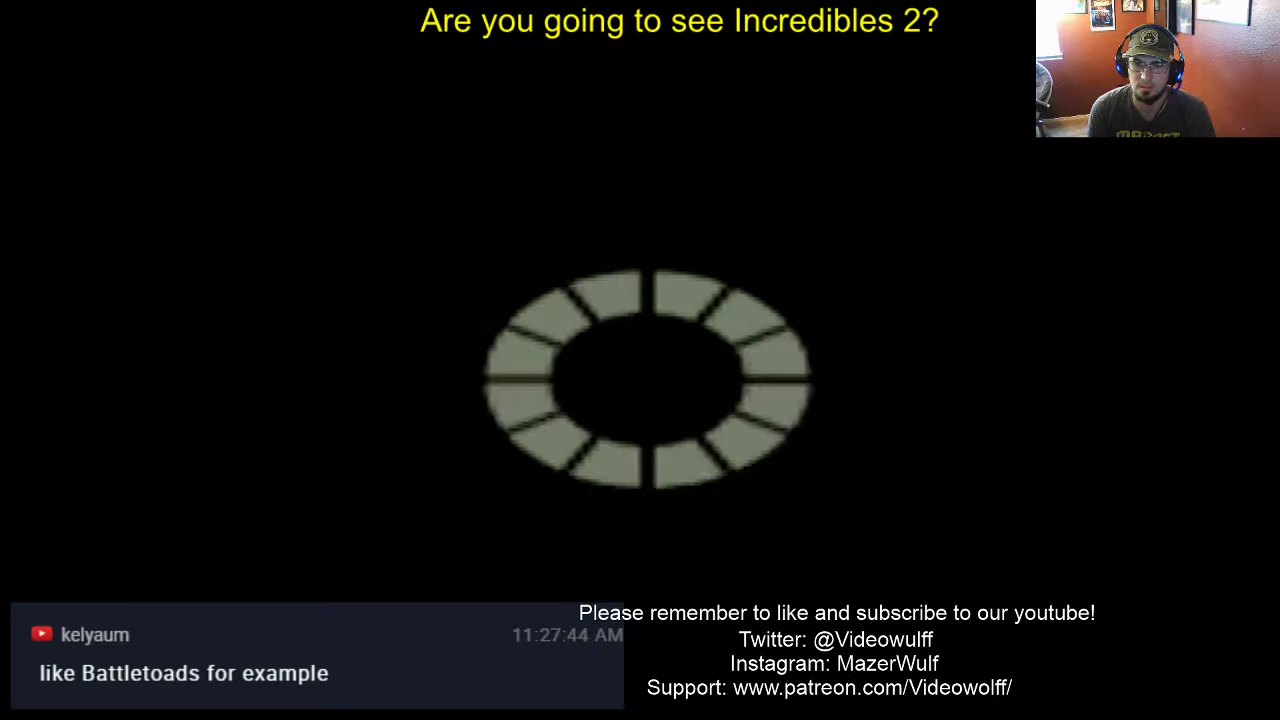 Are you going to see Incredibles 2?
kelyaum
11:27:44 AM
like Battletoads for example
Please remember to like and subscribe to our youtube!
Twitter: @Videowulff
Instagram: MazerWulf
Support: www.patreon.com/Videowolff/